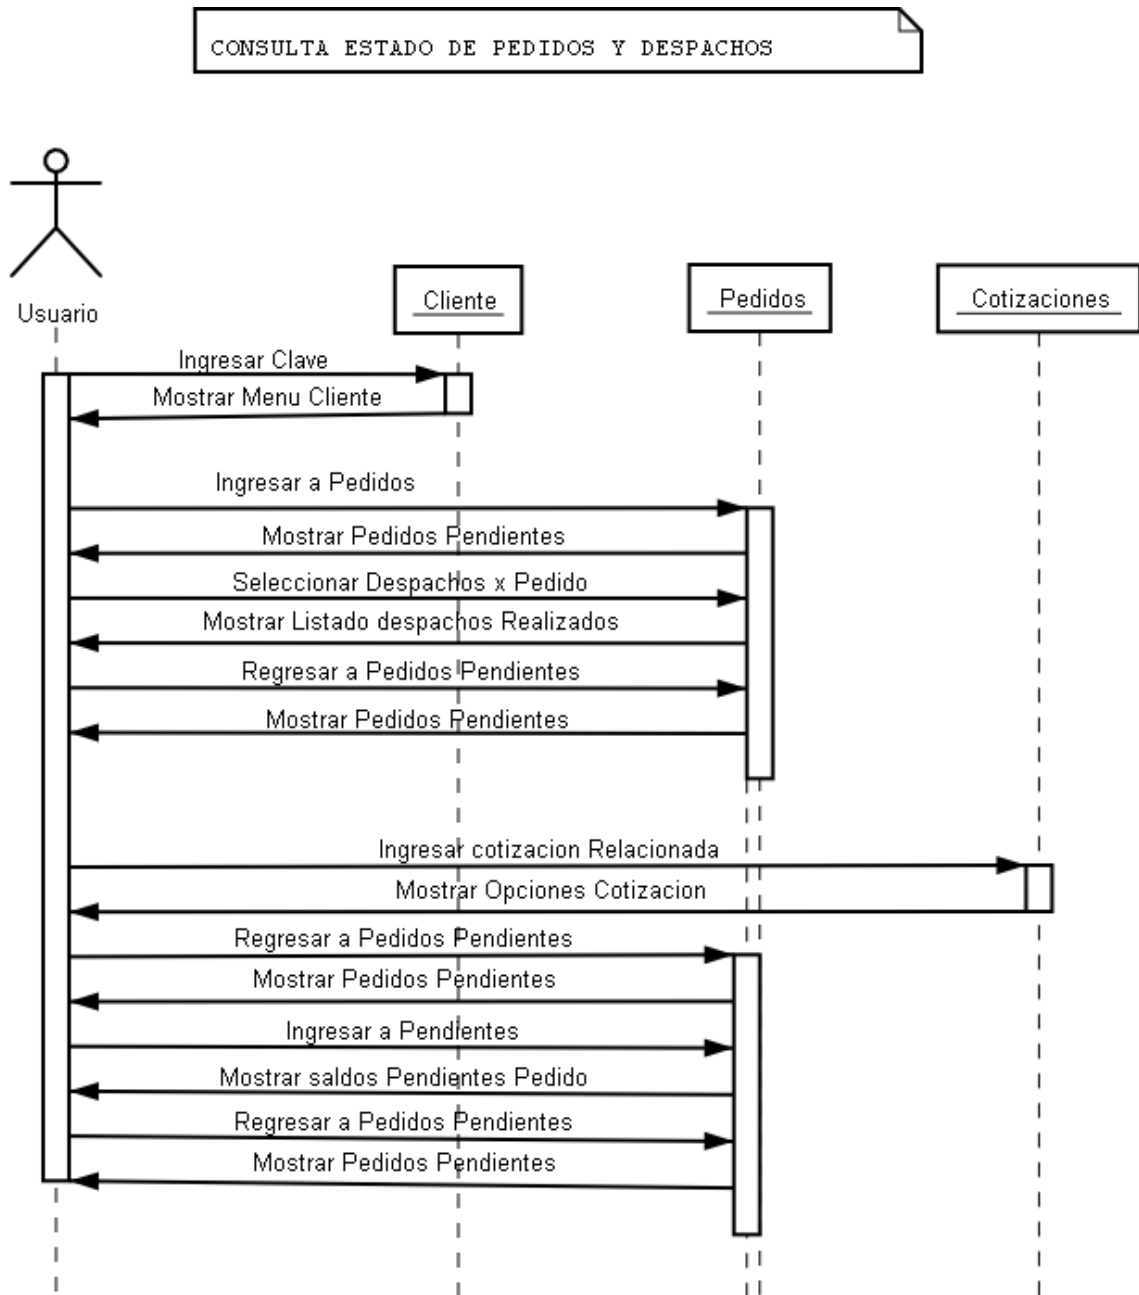 CONSULTA ESTADO DE PEDIDOS Y DESPACHOS
Usuario
Cliente
Pedidos
Cotizaciones
Ingresar Clave
Mostrar Menu Cliente
Ingresar a Pedidos
Mostrar Pedidos Pendientes
Seleccionar Despachos x Pedido
Mostrar Listado despachos Realizados
Regresar a Pedidos Pendientes
Mostrar Pedidos Pendientes
Ingresar cotizacion Relacionada
Mostrar Opciones Cotizacion
Regresar a Pedidos Pendientes
Mostrar Pedidos Pendientes
Ingresar a Pendientes
Mostrar saldos Pendientes Pedido
Regresar a Pedidos Pendientes
Mostrar Pedidos Pendientes